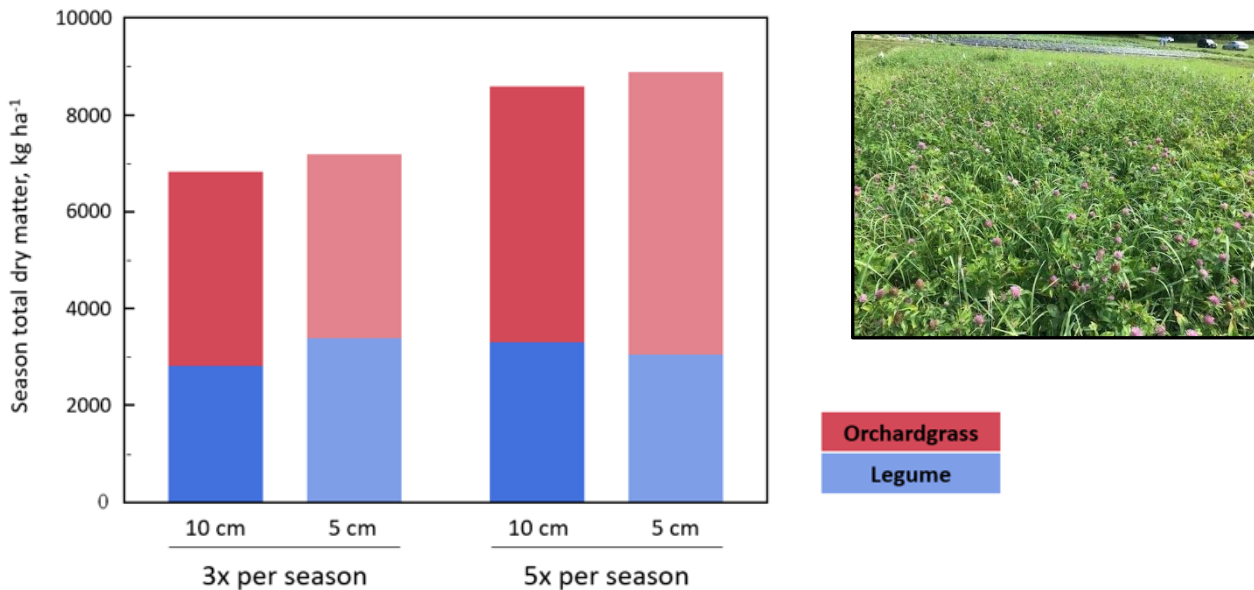 Season total dry matter, kg ha⁻¹
10000
8000
6000
4000
2000
0
10 cm 5 cm 10 cm 5 cm
3x per season 5x per season
Orchardgrass
Legume